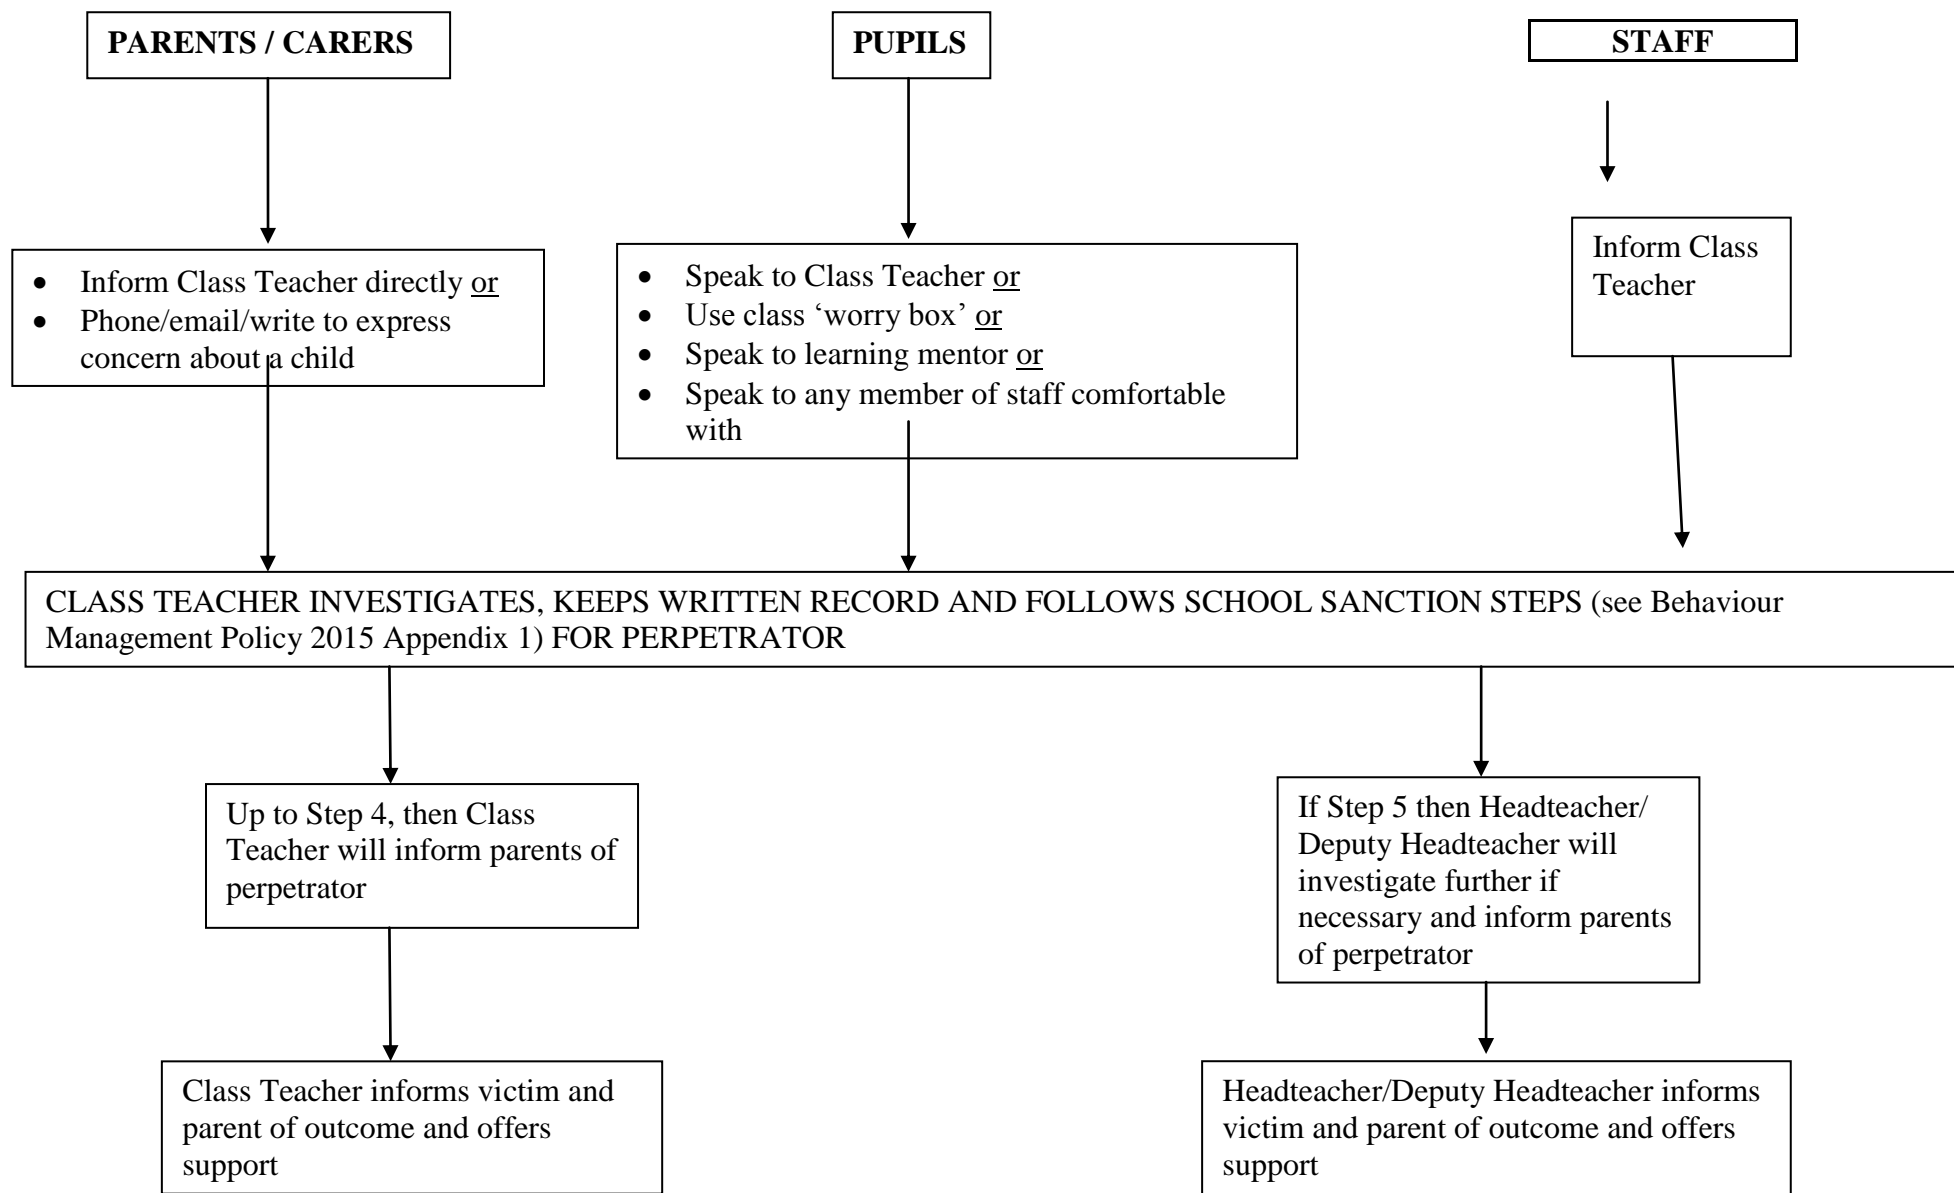 PARENTS / CARERS
PUPILS
STAFF
• Inform Class Teacher directly or
• Phone/email/write to express
concern about a child
• Speak to Class Teacher or
• Use class ‘worry box’ or
• Speak to learning mentor or
• Speak to any member of staff comfortable
with
Inform Class
Teacher
CLASS TEACHER INVESTIGATES, KEEPS WRITTEN RECORD AND FOLLOWS SCHOOL SANCTION STEPS (see Behaviour
Management Policy 2015 Appendix 1) FOR PERPETRATOR
Up to Step 4, then Class
Teacher will inform parents of
perpetrator
If Step 5 then Headteacher/
Deputy Headteacher will
investigate further if
necessary and inform parents
of perpetrator
Class Teacher informs victim and
parent of outcome and offers
support
Headteacher/Deputy Headteacher informs
victim and parent of outcome and offers
support